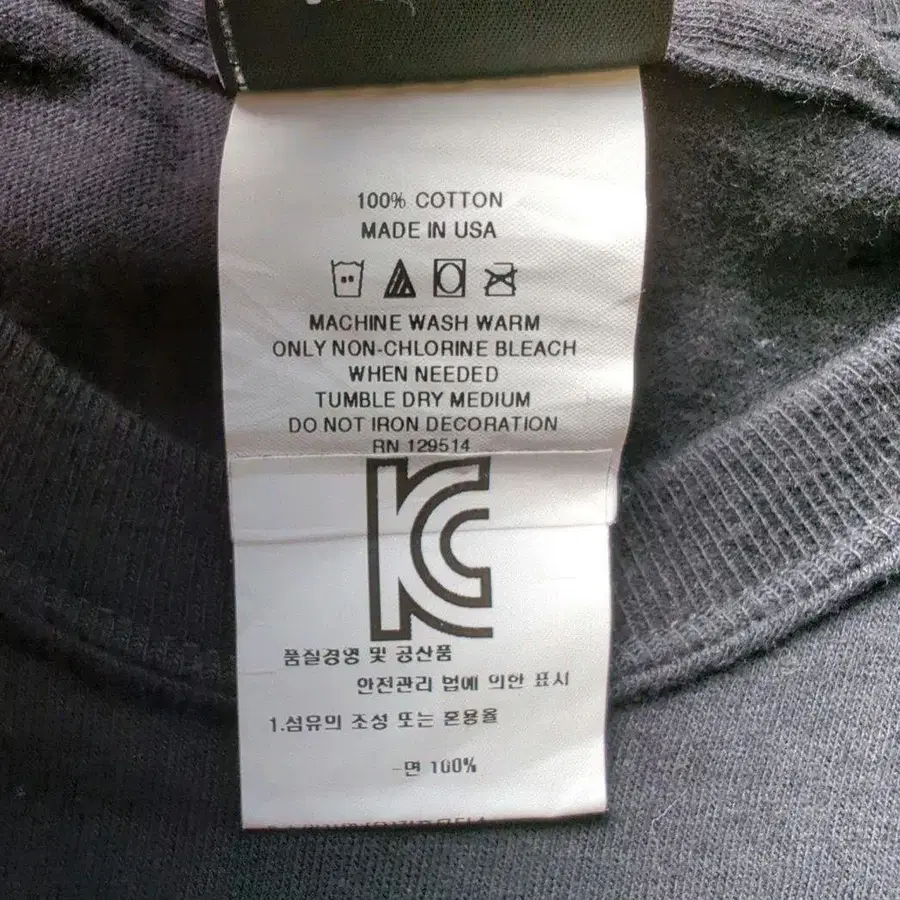 100% COTTON
MADE IN USA
MACHINE WASH WARM
ONLY NON-CHLORINE BLEACH
WHEN NEEDED
TUMBLE DRY MEDIUM
DO NOT IRON DECORATION
RN 129514
KC
품질경영 및 공산품
안전관리 법에 의한 표시
1.섬유의 조성 또는 혼용율
-면 100%